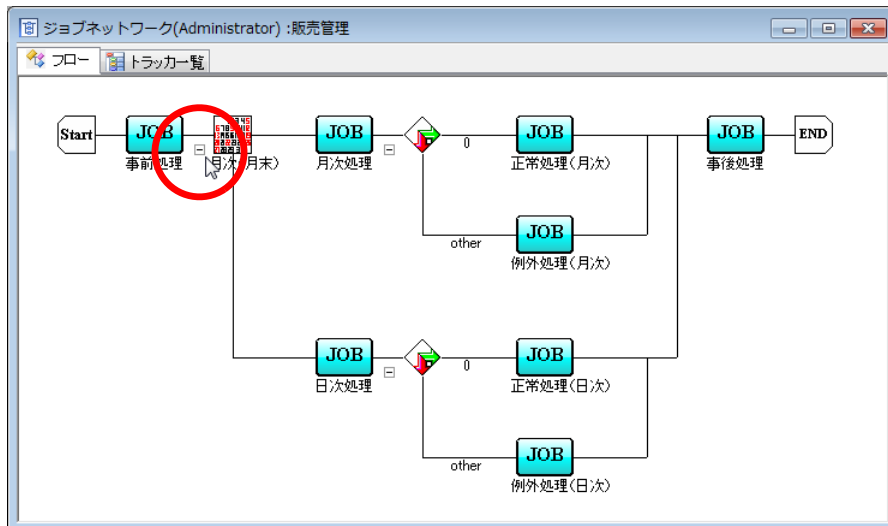 ジョブネットワーク(Administrator) :販売管理
フロー トラッカ一覧
Start JOB JOB 0 JOB JOB END
事前処理 月次(月末) 月次処理 正常処理(月次) 事後処理
other JOB
例外処理(月次)
JOB 0 JOB
日次処理 正常処理(日次)
other JOB
例外処理(日次)